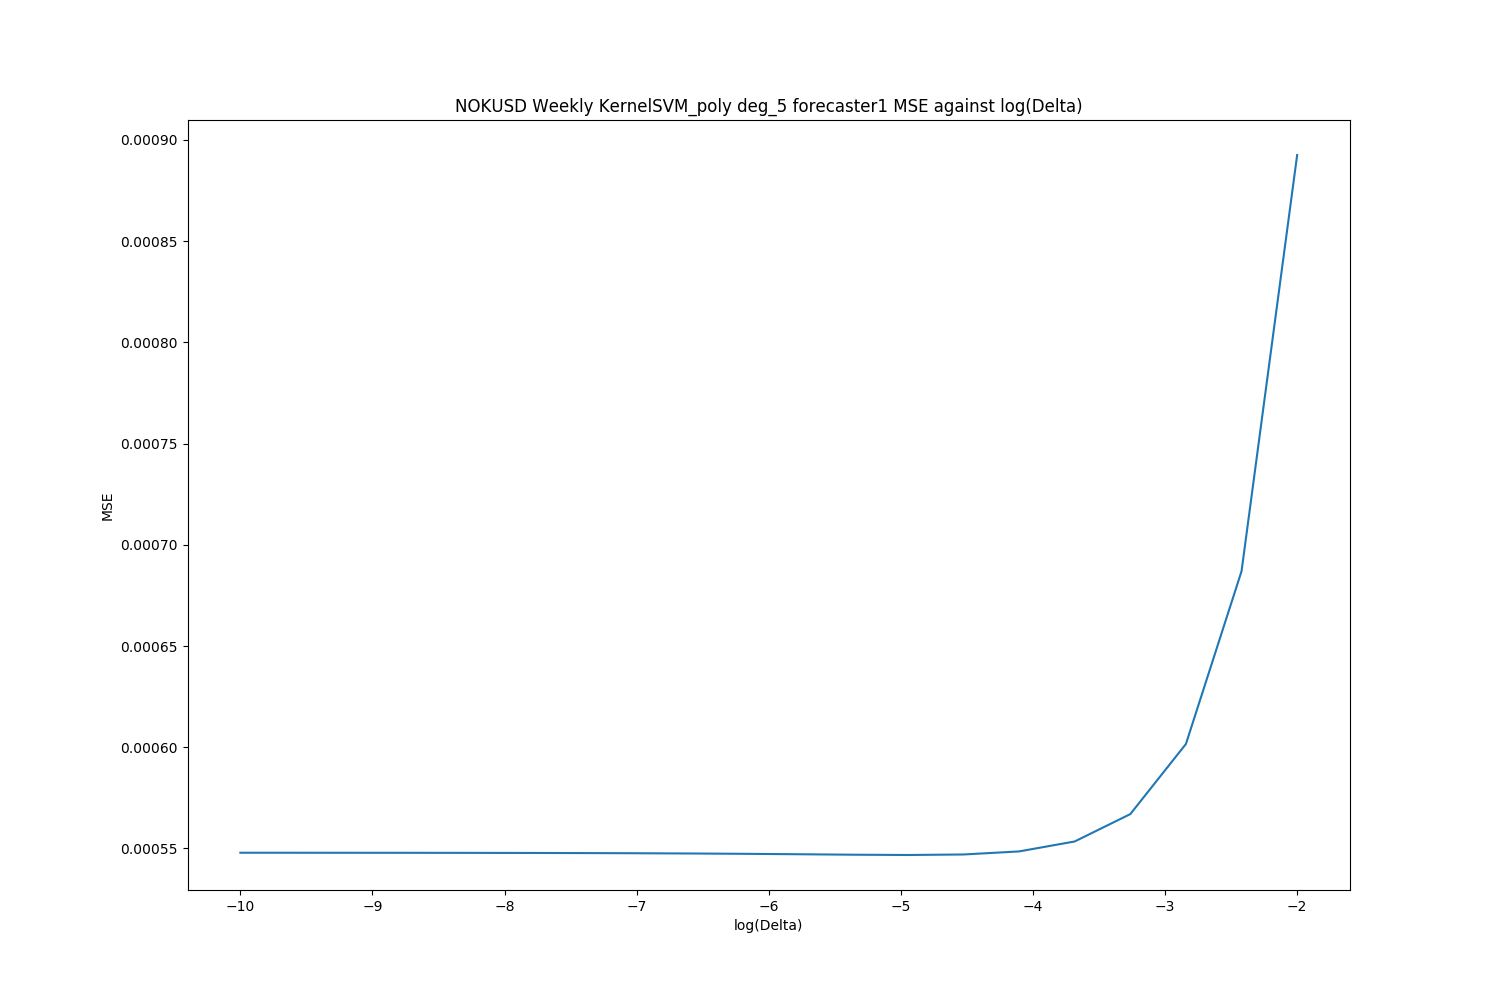 NOKUSD Weekly KernelSVM_poly deg_5 forecaster1 MSE against log(Delta)
0.00090
0.00085
0.00080
0.00075
0.00070
0.00065
0.00060
0.00055
MSE
−10 −9 −8 −7 −6 −5 −4 −3 −2
log(Delta)